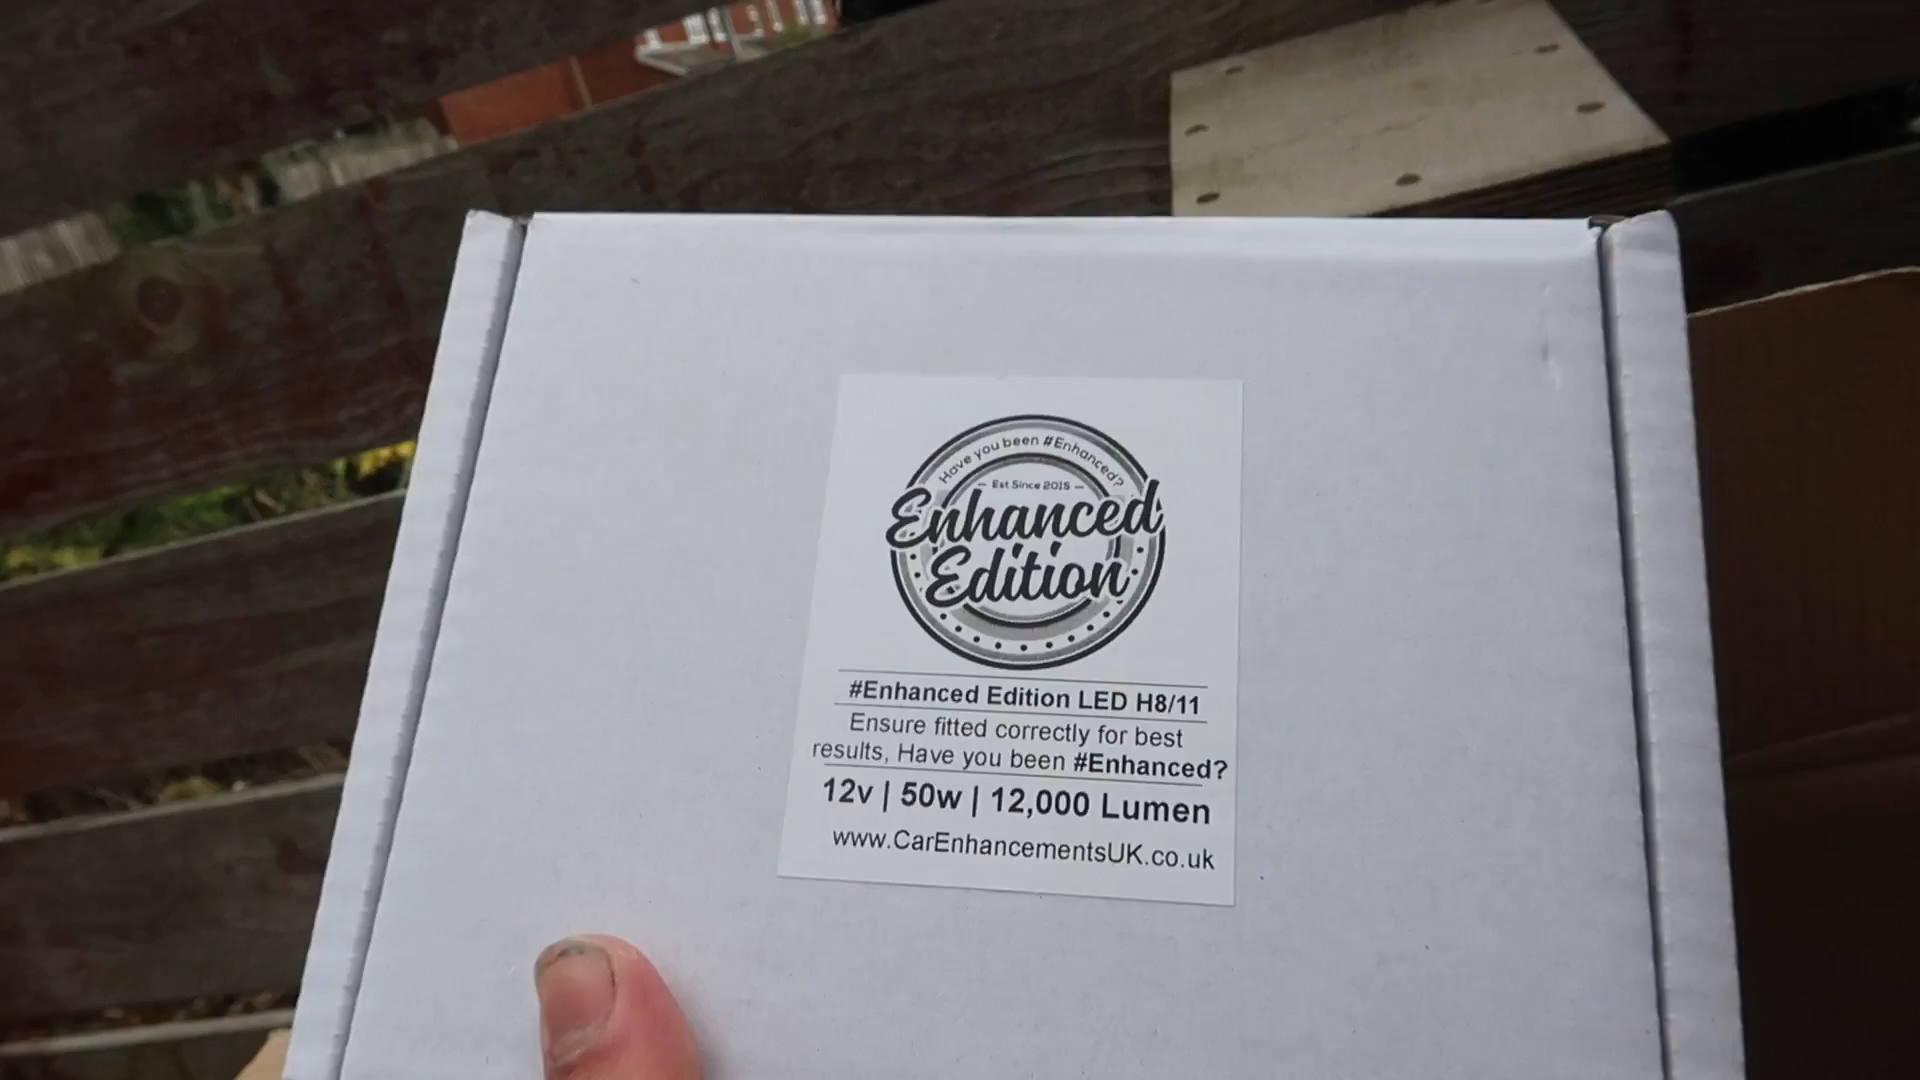 Have you been #Enhanced?
Est Since 2015
Enhanced
Edition
#Enhanced Edition LED H8/11
Ensure fitted correctly for best
results, Have you been #Enhanced?
12v | 50w | 12,000 Lumen
www.CarEnhancementsUK.co.uk